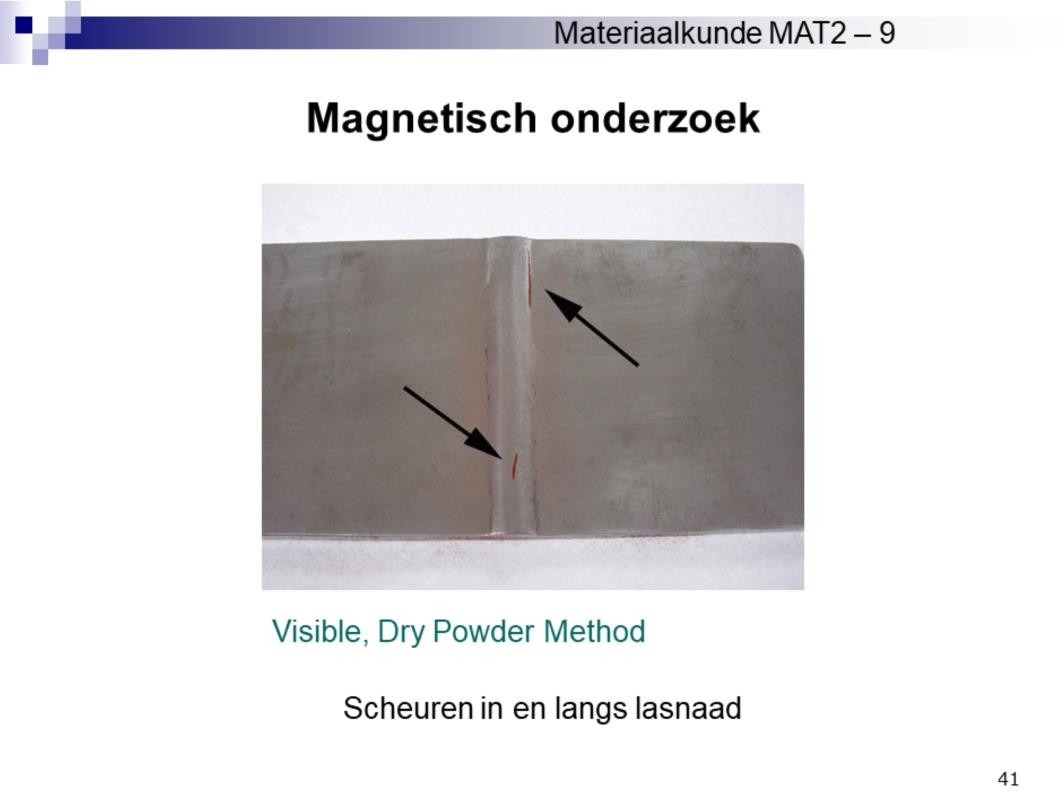 Materiaalkunde MAT2 – 9
Magnetisch onderzoek
Visible, Dry Powder Method
Scheuren in en langs lasnaad
41